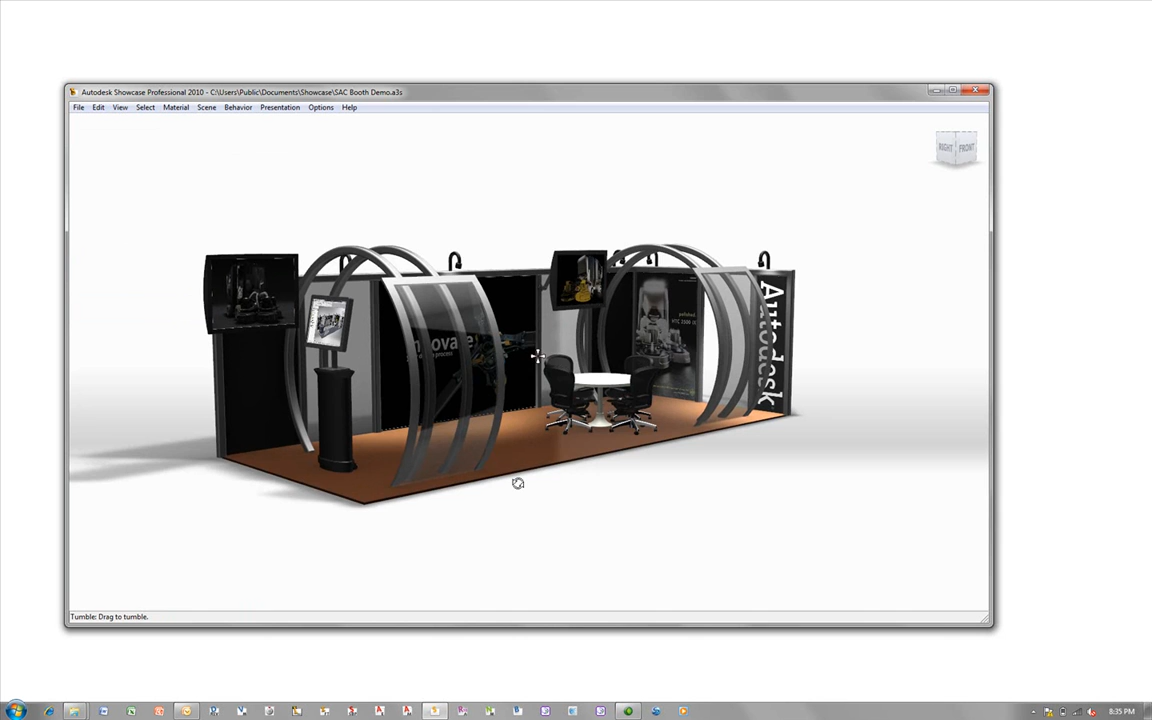 Autodesk Showcase Professional 2010 - C:\Users\Public\Documents\Showcase\SAC Booth Demo.a3s
File Edit View Select Material Scene Behavior Presentation Options Help
RIGHT FRONT
Autodesk
polished.
Tumble: Drag to tumble.
8:35 PM